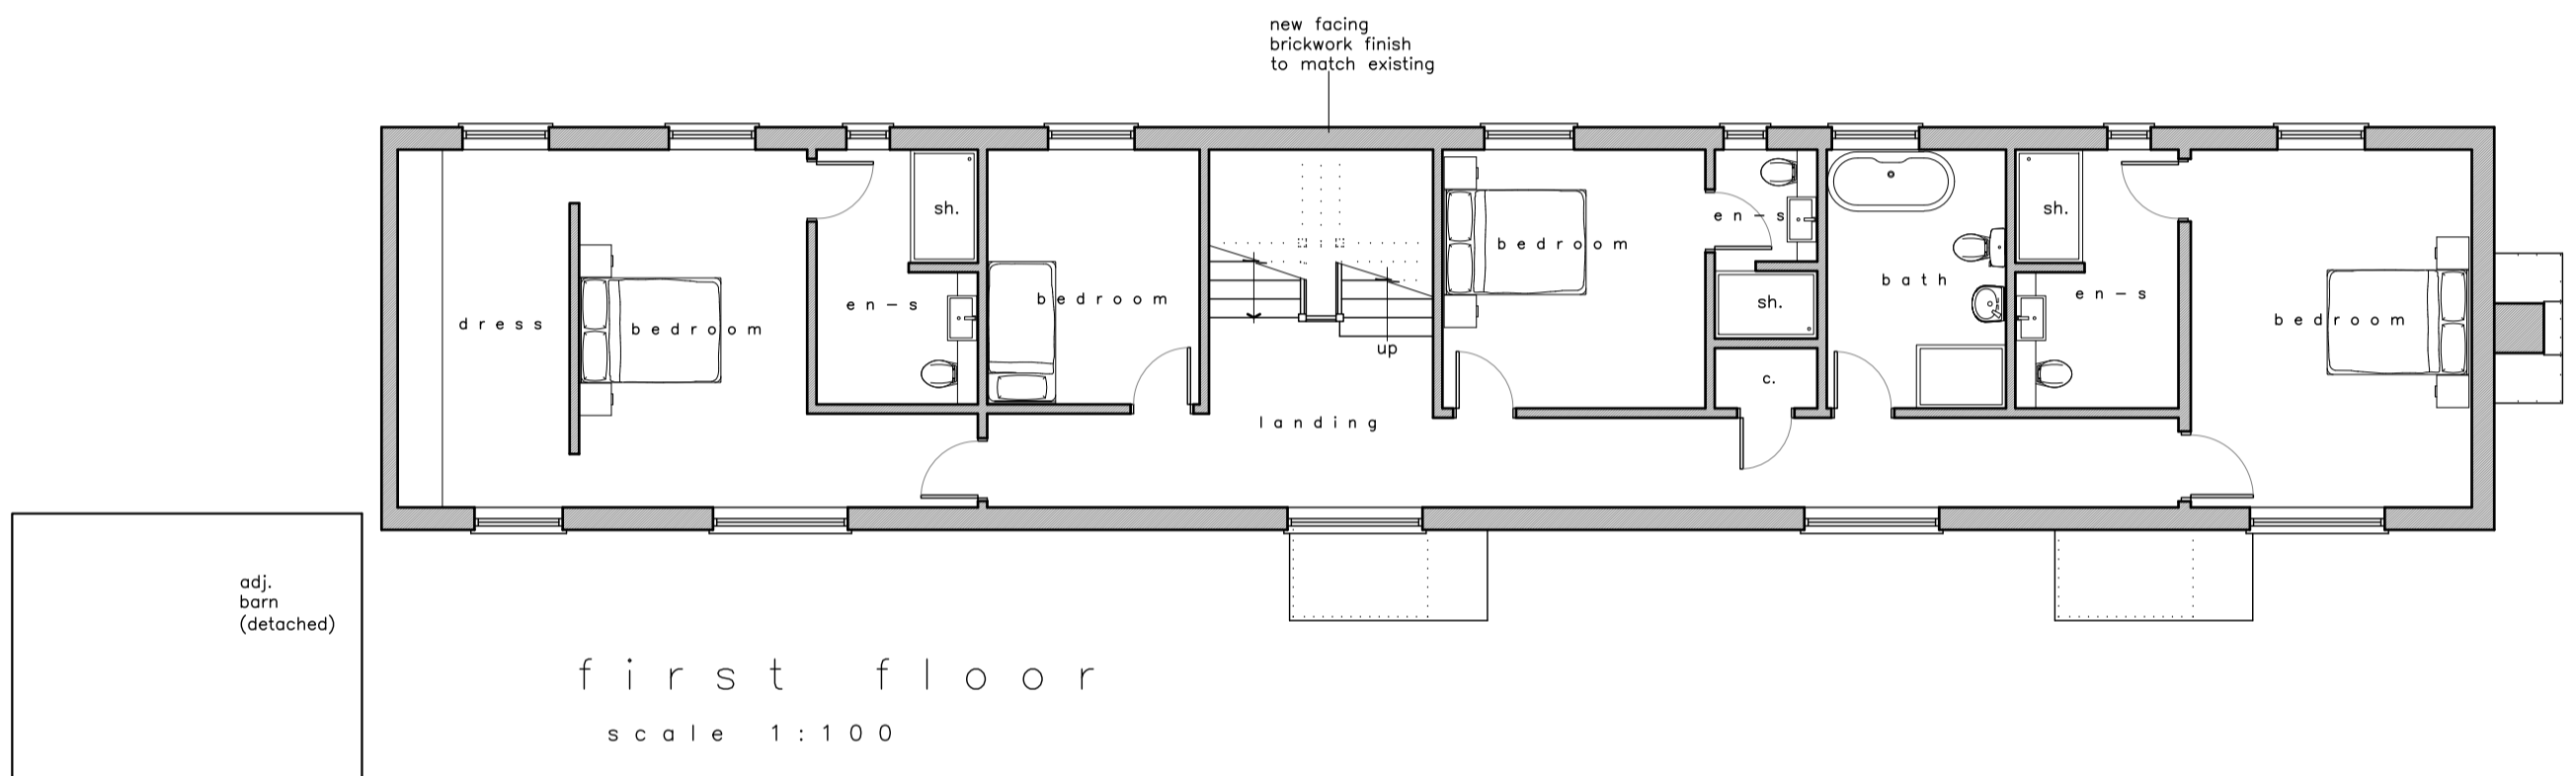 new facing
brickwork finish
to match existing
dress
bedroom
en-s
sh.
bedroom
landing
up
bedroom
en-s
sh.
c.
bath
sh.
en-s
bedroom
adj.
barn
(detached)
first floor
scale 1:100